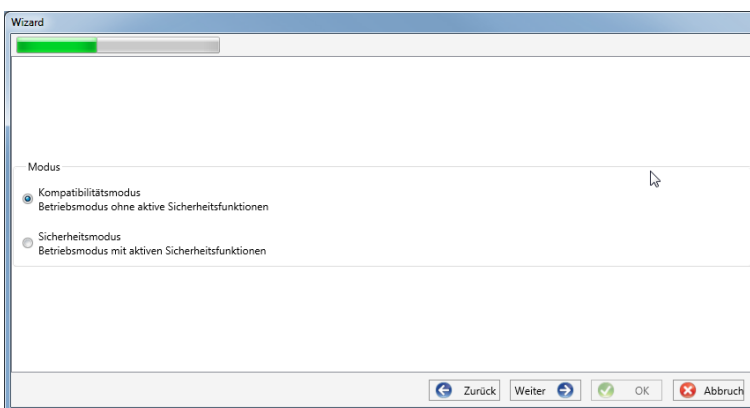 Wizard
Modus
Kompatibilitätsmodus
Betriebsmodus ohne aktive Sicherheitsfunktionen
Sicherheitsmodus
Betriebsmodus mit aktiven Sicherheitsfunktionen
Zurück Weiter OK Abbruch